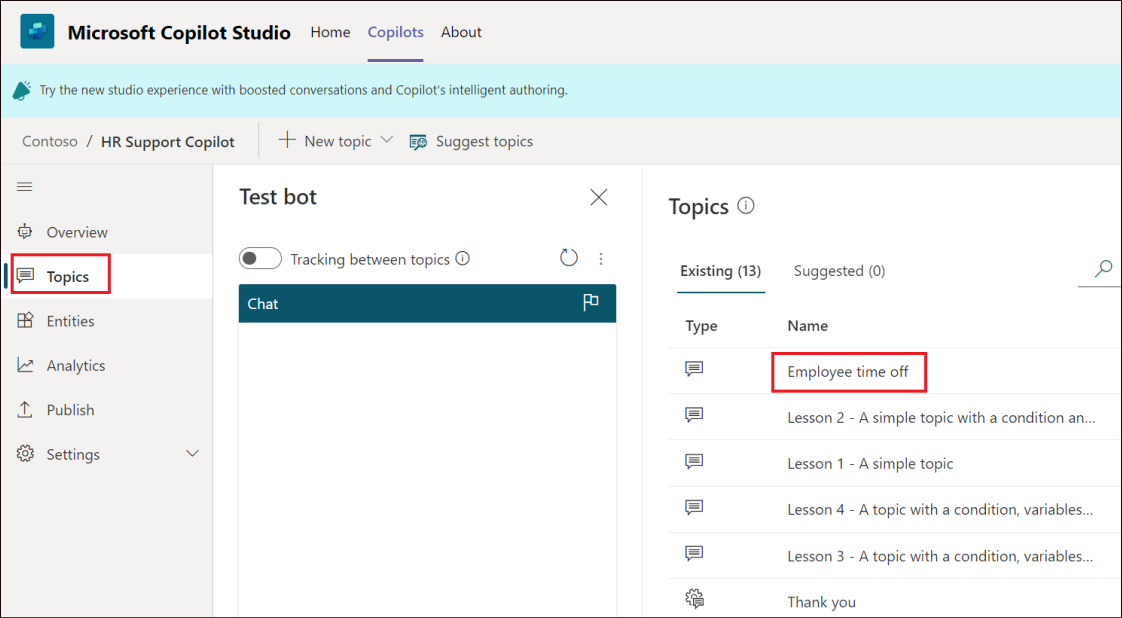 Microsoft Copilot Studio Home Copilots About
Try the new studio experience with boosted conversations and Copilot's intelligent authoring.
Contoso / HR Support Copilot New topic Suggest topics
Overview
Topics
Entities
Analytics
Publish
Settings
Test bot
Tracking between topics
Chat
Topics
Existing (13) Suggested (0)
Type Name
Employee time off
Lesson 2 - A simple topic with a condition an...
Lesson 1 - A simple topic
Lesson 4 - A topic with a condition, variables...
Lesson 3 - A topic with a condition, variables...
Thank you